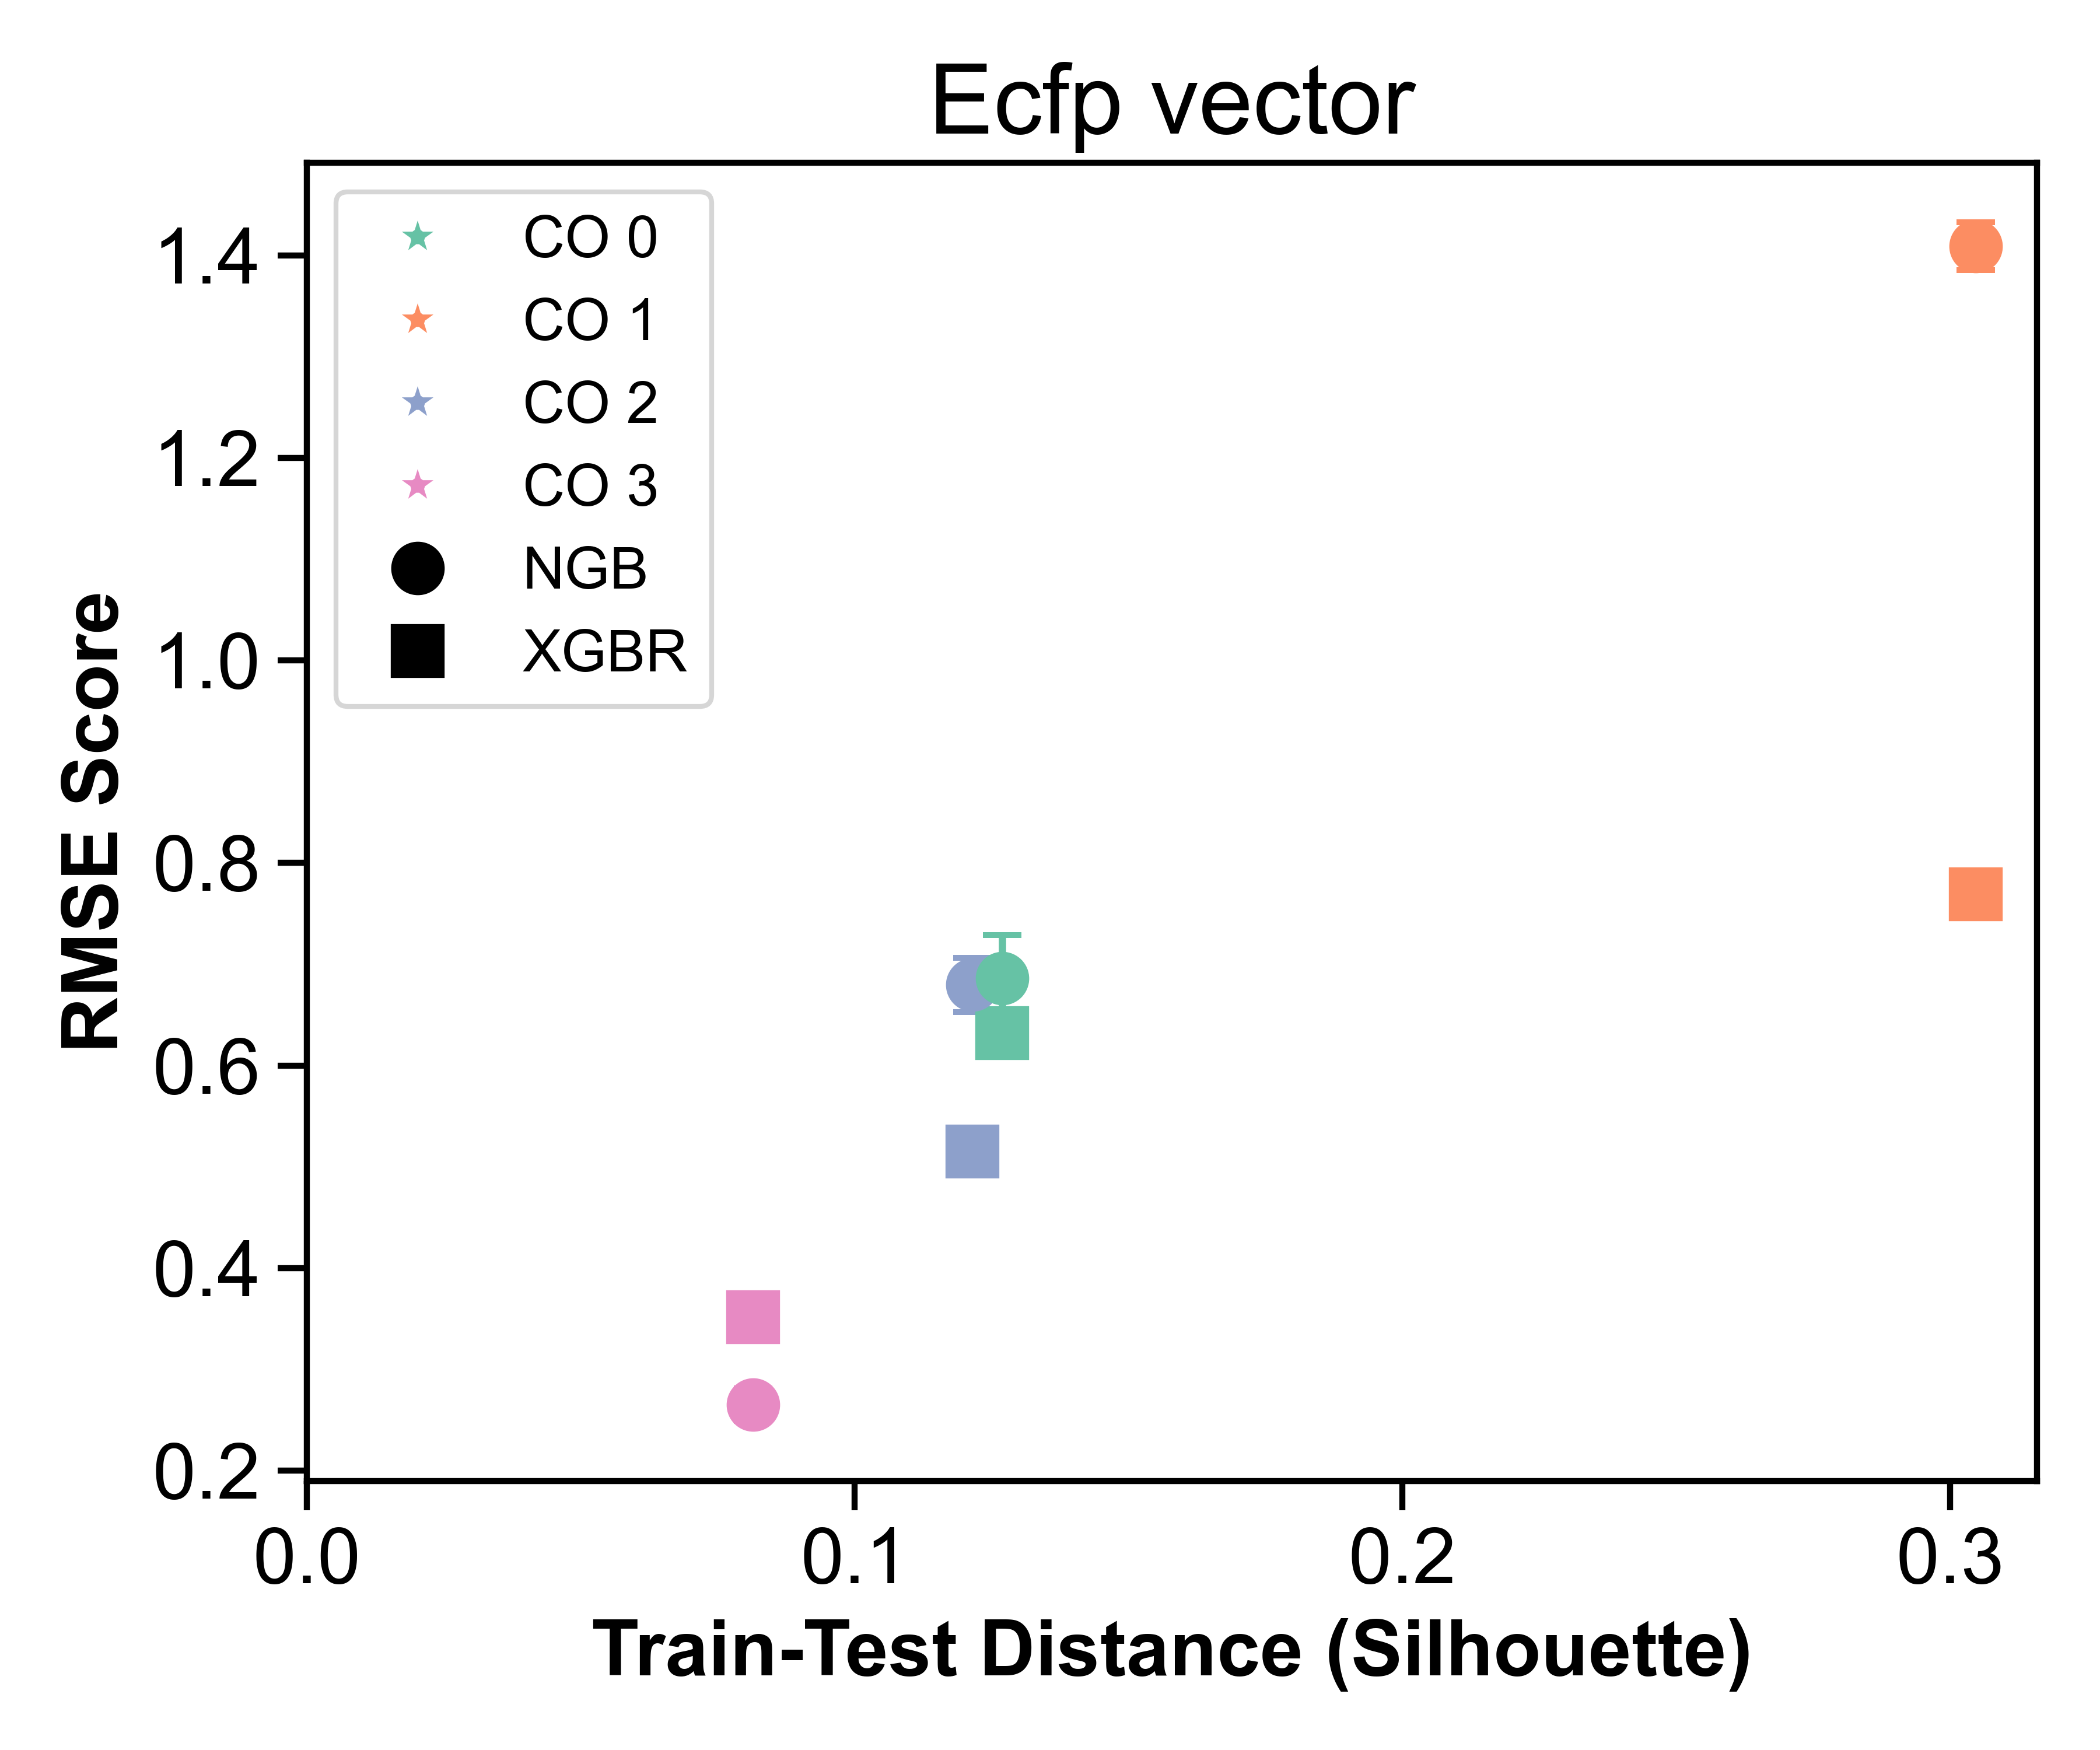 Ecfp vector
CO 0
CO 1
CO 2
CO 3
NGB
XGBR
RMSE Score
1.4
1.2
1.0
0.8
0.6
0.4
0.2
0.0 0.1 0.2 0.3
Train-Test Distance (Silhouette)